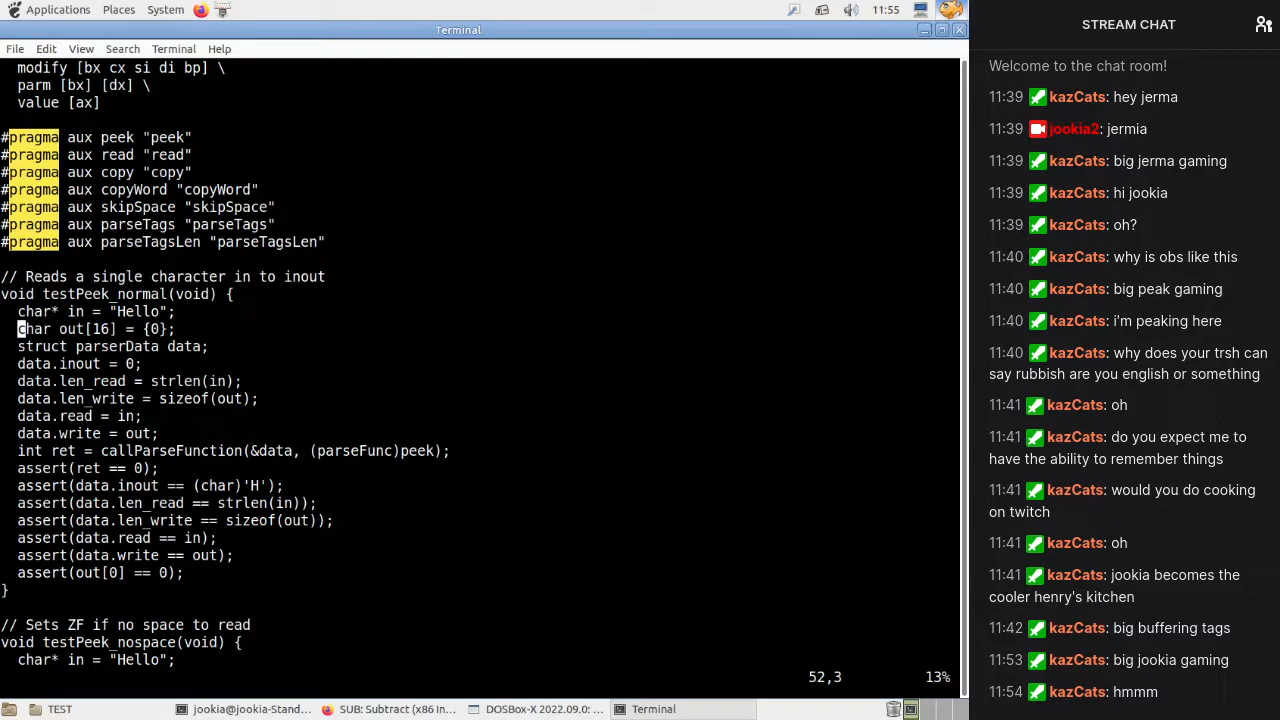 Applications Places System 11:55
Terminal
File Edit View Search Terminal Help
modify [bx cx si di bp] \
parm [bx] [dx] \
value [ax]
#pragma aux peek "peek"
#pragma aux read "read"
#pragma aux copy "copy"
#pragma aux copyWord "copyWord"
#pragma aux skipSpace "skipSpace"
#pragma aux parseTags "parseTags"
#pragma aux parseTagsLen "parseTagsLen"
// Reads a single character in to inout
void testPeek_normal(void) {
char* in = "Hello";
char out[16] = {0};
struct parserData data;
data.inout = 0;
data.len_read = strlen(in);
data.len_write = sizeof(out);
data.read = in;
data.write = out;
int ret = callParseFunction(&data, (parseFunc)peek);
assert(ret == 0);
assert(data.inout == (char)'H');
assert(data.len_read == strlen(in));
assert(data.len_write == sizeof(out));
assert(data.read == in);
assert(data.write == out);
assert(out[0] == 0);
}
// Sets ZF if no space to read
void testPeek_nospace(void) {
char* in = "Hello";
52,3 13%
TEST jookia@jookia-Stand... SUB: Subtract (x86 In... DOSBox-X 2022.09.0: ... Terminal
STREAM CHAT
Welcome to the chat room!
11:39 kazCats: hey jerma
11:39 jookia2: jermia
11:39 kazCats: big jerma gaming
11:39 kazCats: hi jookia
11:39 kazCats: oh?
11:40 kazCats: why is obs like this
11:40 kazCats: big peak gaming
11:40 kazCats: i'm peaking here
11:40 kazCats: why does your trsh can
say rubbish are you english or something
11:41 kazCats: oh
11:41 kazCats: do you expect me to
have the ability to remember things
11:41 kazCats: would you do cooking
on twitch
11:41 kazCats: oh
11:41 kazCats: jookia becomes the
cooler henry's kitchen
11:42 kazCats: big buffering tags
11:53 kazCats: big jookia gaming
11:54 kazCats: hmmm